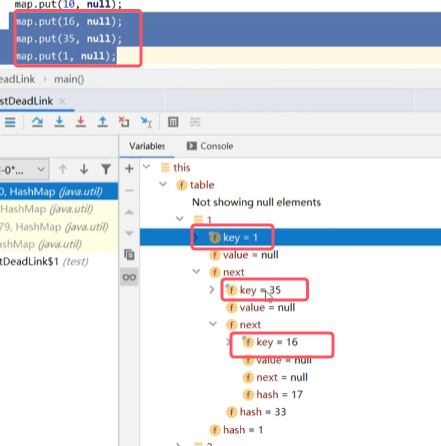 map.put(10, null);
map.put(16, null);
map.put(35, null);
map.put(1, null);
eadLink › main()
stDeadLink ×
Variables
Console
-0"...
this
0, HashMap (java.util)
table
HashMap (java.util)
Not showing null elements
79, HashMap (java.util)
1
ashMap (java.util)
key = 1
tDeadLink$1 (test)
value = null
next
key = 35
value = null
next
key = 16
value = null
next = null
hash = 17
hash = 33
hash = 1